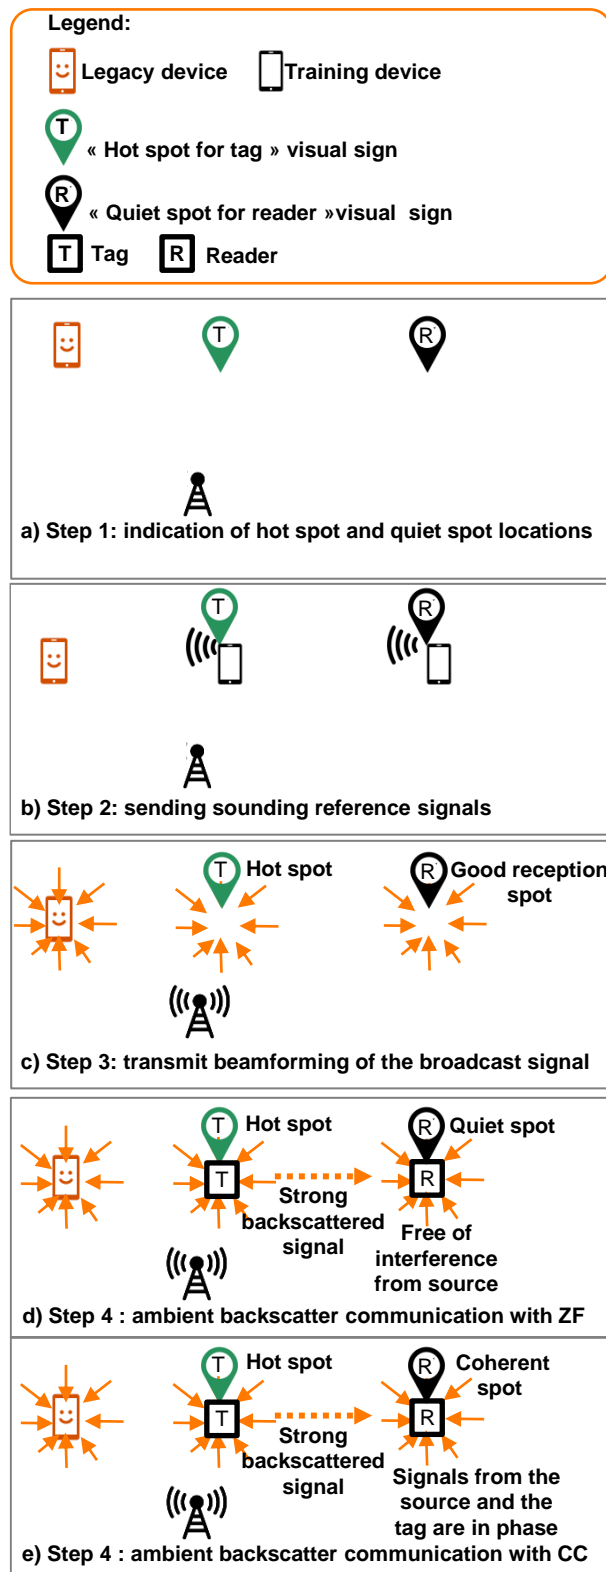 Legend:
Legacy device Training device
T
« Hot spot for tag » visual sign
R
« Quiet spot for reader »visual sign
T Tag R Reader
T R
a) Step 1: indication of hot spot and quiet spot locations
T R
b) Step 2: sending sounding reference signals
T Hot spot R Good reception
spot
c) Step 3: transmit beamforming of the broadcast signal
T Hot spot R Quiet spot
T R
Strong
backscattered
signal
Free of
interference
from source
d) Step 4 : ambient backscatter communication with ZF
T Hot spot R Coherent
spot
T R
Strong
backscattered
signal
Signals from the
source and the
tag are in phase
e) Step 4 : ambient backscatter communication with CC